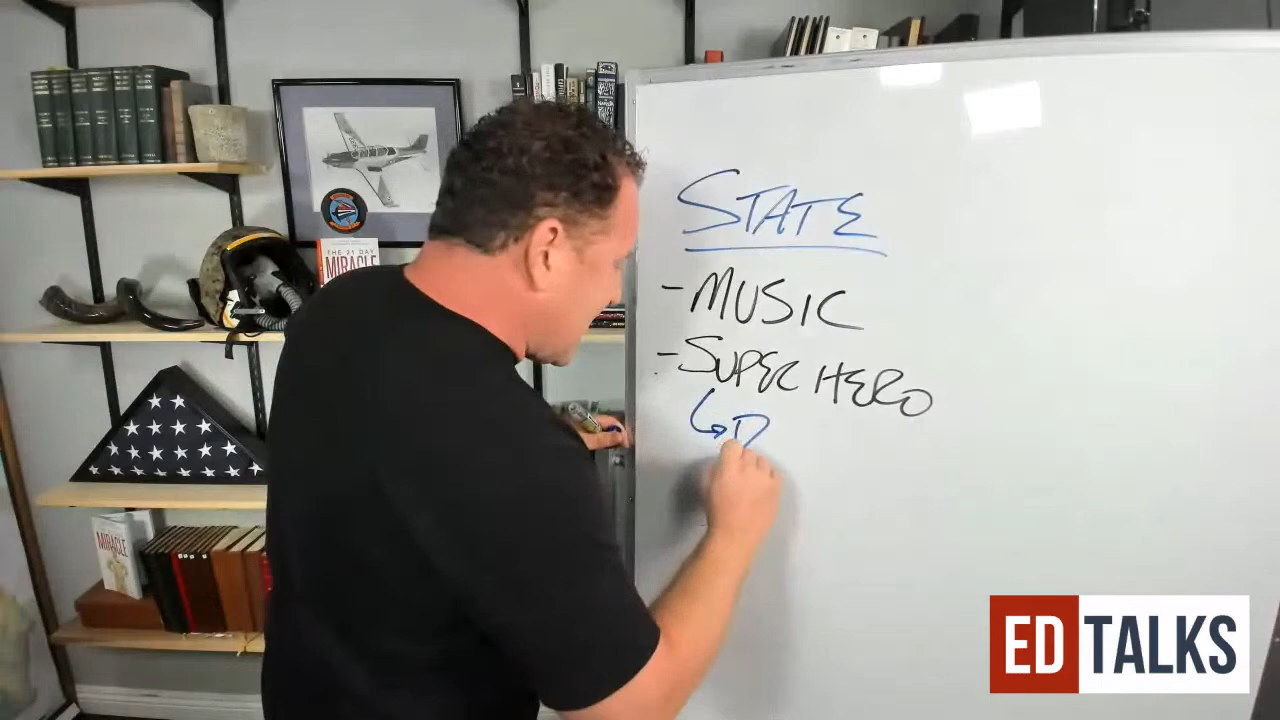 STATE
- MUSIC
- SUPER HERO
THE 21 DAY
MIRACLE
MIRACLE
ED TALKS